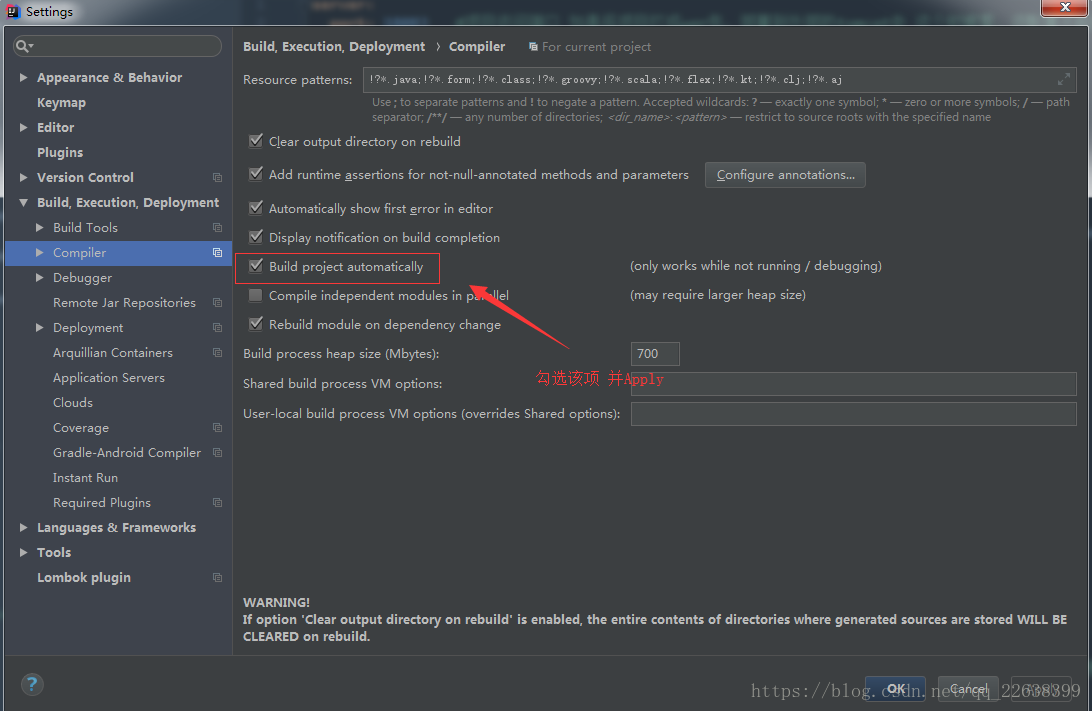 Settings
Build, Execution, Deployment › Compiler For current project
Appearance & Behavior
Keymap
Editor
Plugins
Version Control
Build, Execution, Deployment
Build Tools
Compiler
Debugger
Remote Jar Repositories
Deployment
Arquillian Containers
Application Servers
Clouds
Coverage
Gradle-Android Compiler
Instant Run
Required Plugins
Languages & Frameworks
Tools
Lombok plugin
Resource patterns: !?*.java;!?*.form;!?*.class;!?*.groovy;!?*.scala;!?*.flex;!?*.kt;!?*.clj;!?*.aj
Use ; to separate patterns and ! to negate a pattern. Accepted wildcards: ? — exactly one symbol; * — zero or more symbols; / — path
separator; /**/ — any number of directories; <dir_name>:<pattern> — restrict to source roots with the specified name
Clear output directory on rebuild
Add runtime assertions for not-null-annotated methods and parameters Configure annotations...
Automatically show first error in editor
Display notification on build completion
Build project automatically (only works while not running / debugging)
Compile independent modules in parallel (may require larger heap size)
Rebuild module on dependency change
Build process heap size (Mbytes): 700
勾选该项 并Apply
Shared build process VM options:
User-local build process VM options (overrides Shared options):
WARNING!
If option 'Clear output directory on rebuild' is enabled, the entire contents of directories where generated sources are stored WILL BE
CLEARED on rebuild.
?
OK Cancel Apply
https://blog.csdn.net/qq_22638399